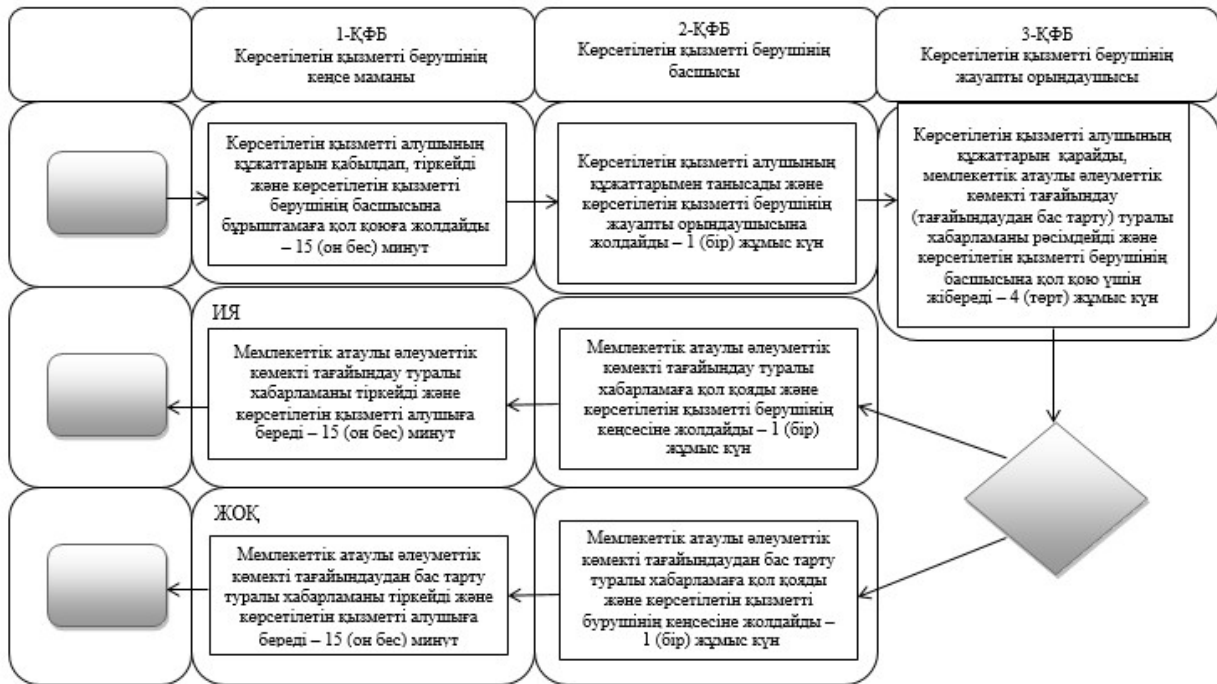 1-ҚФБ
Көрсетілетін қызметті берушінің
кеңсе маманы
2-ҚФБ
Көрсетілетін қызметті берушінің
басшысы
3-ҚФБ
Көрсетілетін қызметті берушінің
жауапты орындаушысы
Көрсетілетін қызметті алушының
құжаттарын қабылдап, тіркейді
және көрсетілетін қызметті
берушінің басшысына
бұрыштамаға қол қоюға жолдайды
– 15 (он бес) минут
Көрсетілетін қызметті алушының
құжаттарымен танысады және
көрсетілетін қызметті берушінің
жауапты орындаушысына
жолдайды – 1 (бір) жұмыс күн
Көрсетілетін қызметті алушының
құжаттарын қарайды,
мемлекеттік атаулы әлеуметтік
көмекті тағайындау
(тағайындаудан бас тарту) туралы
хабарламаны рәсімдейді және
көрсетілетін қызметті берушінің
басшысына қол қою үшін
жібереді – 4 (төрт) жұмыс күн
ИЯ
Мемлекеттік атаулы әлеуметтік
көмекті тағайындау туралы
хабарламаны тіркейді және
көрсетілетін қызметті алушыға
береді – 15 (он бес) минут
Мемлекеттік атаулы әлеуметтік
көмекті тағайындау туралы
хабарламаға қол қояды және
көрсетілетін қызметті берушінің
кеңсесіне жолдайды – 1 (бір)
жұмыс күн
ЖОҚ
Мемлекеттік атаулы әлеуметтік
көмекті тағайындаудан бас тарту
туралы хабарламаны тіркейді және
көрсетілетін қызметті алушыға
береді – 15 (он бес) минут
Мемлекеттік атаулы әлеуметтік
көмекті тағайындаудан бас тарту
туралы хабарламаға қол қояды
және көрсетілетін қызметті
бурушінің кеңсесіне жолдайды –
1 (бір) жұмыс күн